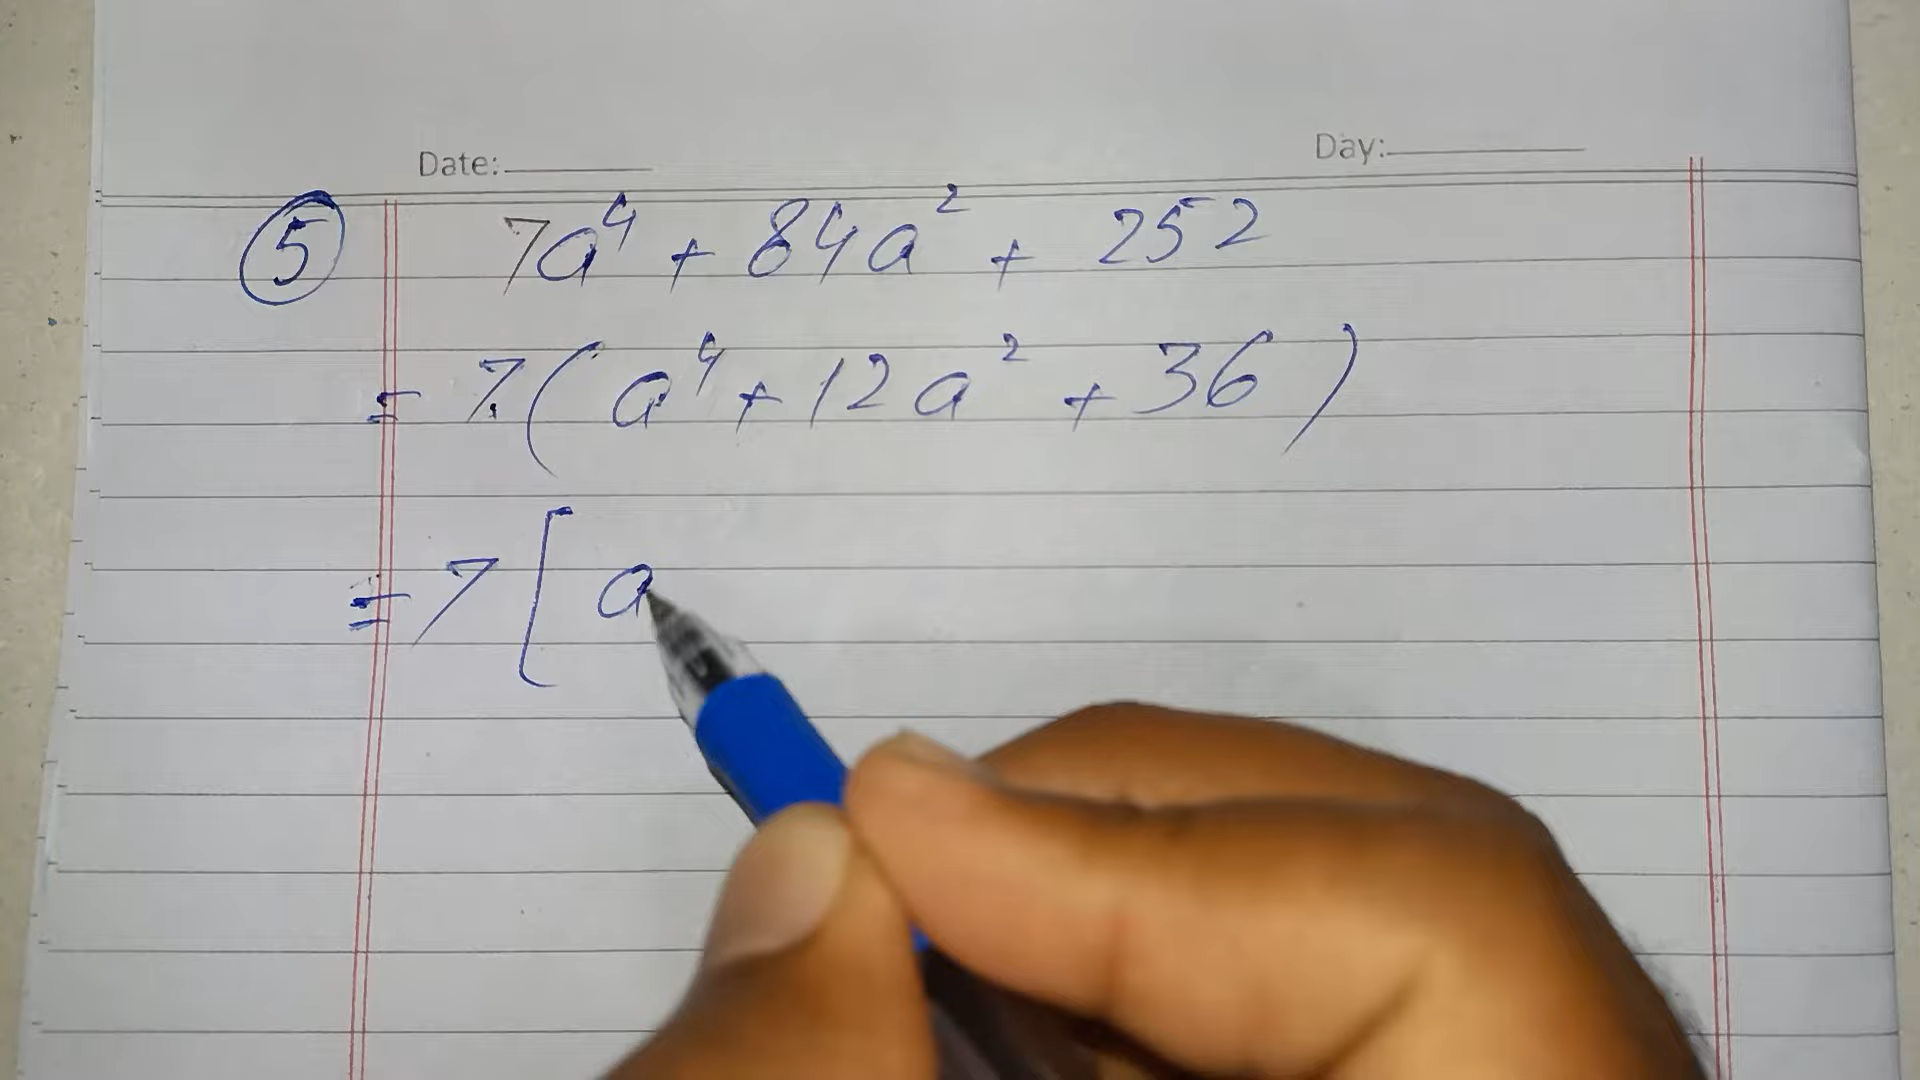 Date: Day:
5 7a⁴ + 84a² + 252
= 7(a⁴ + 12a² + 36)
= 7[a